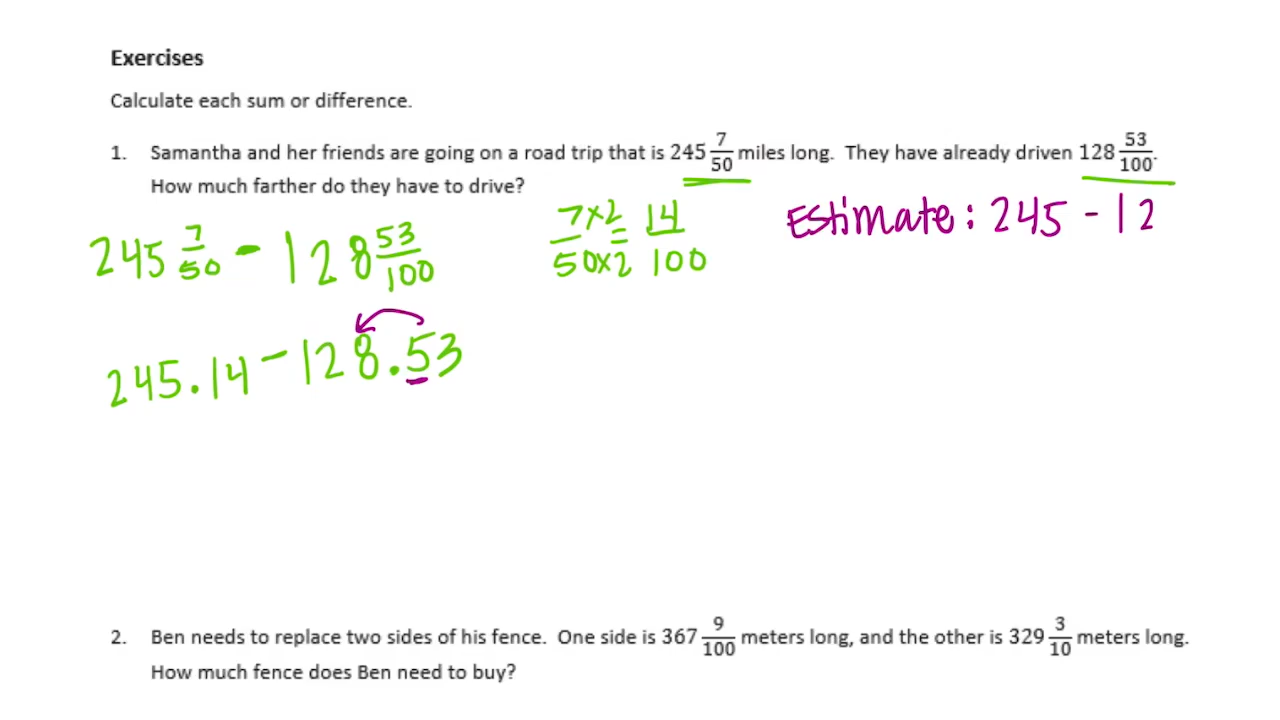 Exercises
Calculate each sum or difference.
1. Samantha and her friends are going on a road trip that is 245 7/50 miles long. They have already driven 128 53/100.
How much farther do they have to drive?
Estimate: 245 - 12
245 7/50 - 128 53/100
7×2/50×2 = 14/100
245.14 - 128.53
2. Ben needs to replace two sides of his fence. One side is 367 9/100 meters long, and the other is 329 3/10 meters long.
How much fence does Ben need to buy?